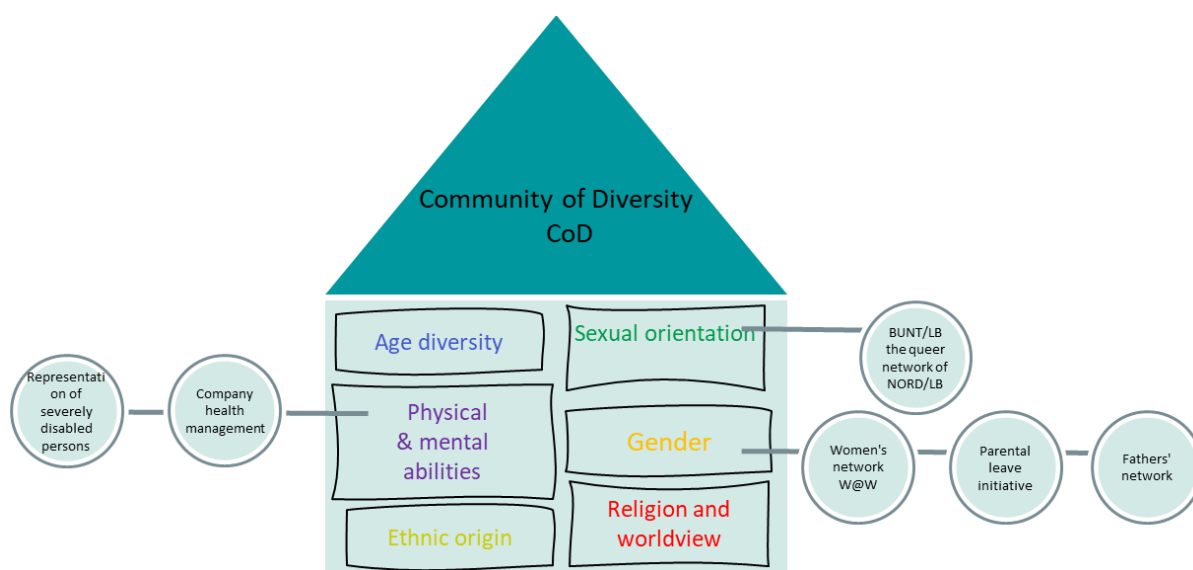 Community of Diversity
CoD
Age diversity
Sexual orientation
BUNT/LB
the queer
network of
NORD/LB
Representati
on of
severely
disabled
persons
Company
health
management
Physical
& mental
abilities
Gender
Women's
network
W@W
Parental
leave
initiative
Fathers'
network
Ethnic origin
Religion and
worldview